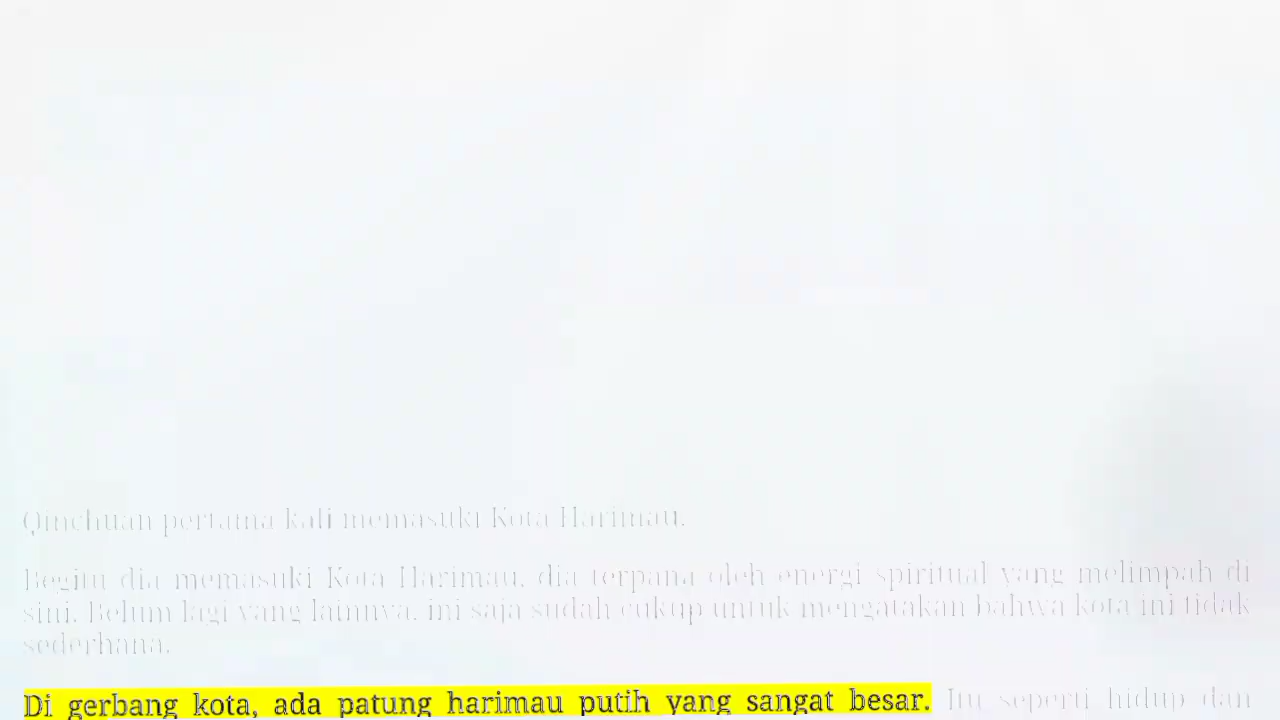 Qinchuan pertama kali memasuki Kota Harimau.
Begitu dia memasuki Kota Harimau, dia terpana oleh energi spiritual yang melimpah di
sini. Belum lagi yang lainnya, ini saja sudah cukup untuk mengatakan bahwa kota ini tidak
sederhana.
Di gerbang kota, ada patung harimau putih yang sangat besar. Itu seperti hidup dan